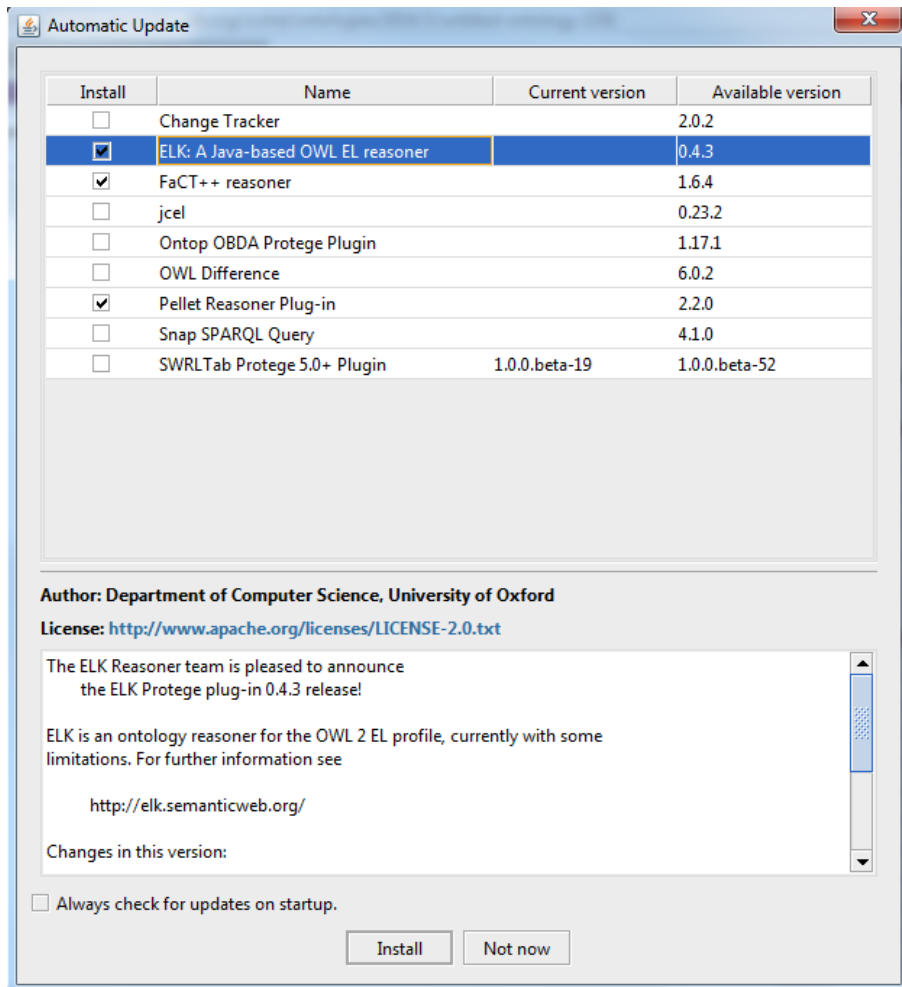 Automatic Update
Install Name Current version Available version
Change Tracker 2.0.2
ELK: A Java-based OWL EL reasoner 0.4.3
FaCT++ reasoner 1.6.4
jcel 0.23.2
Ontop OBDA Protege Plugin 1.17.1
OWL Difference 6.0.2
Pellet Reasoner Plug-in 2.2.0
Snap SPARQL Query 4.1.0
SWRLTab Protege 5.0+ Plugin 1.0.0.beta-19 1.0.0.beta-52
Author: Department of Computer Science, University of Oxford
License: http://www.apache.org/licenses/LICENSE-2.0.txt
The ELK Reasoner team is pleased to announce
the ELK Protege plug-in 0.4.3 release!
ELK is an ontology reasoner for the OWL 2 EL profile, currently with some
limitations. For further information see
http://elk.semanticweb.org/
Changes in this version:
Always check for updates on startup.
Install Not now